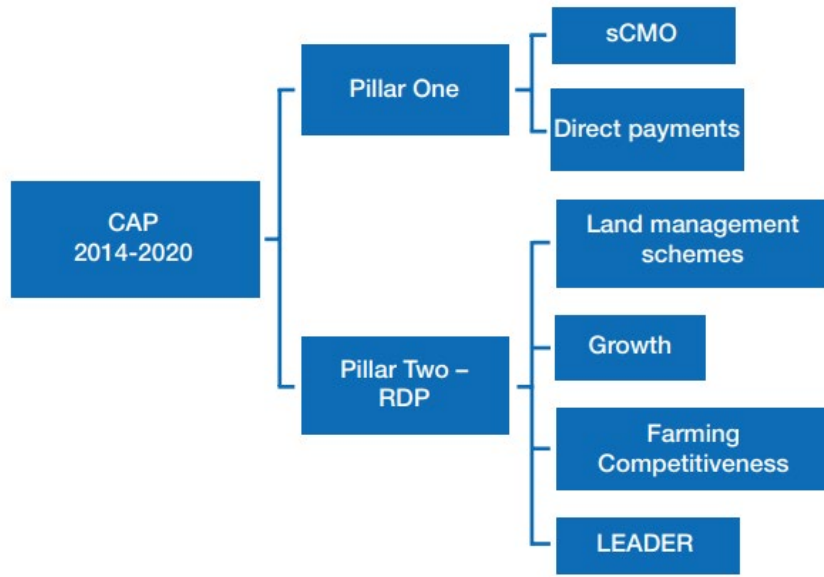 CAP
2014-2020
Pillar One
sCMO
Direct payments
Pillar Two –
RDP
Land management
schemes
Growth
Farming
Competitiveness
LEADER